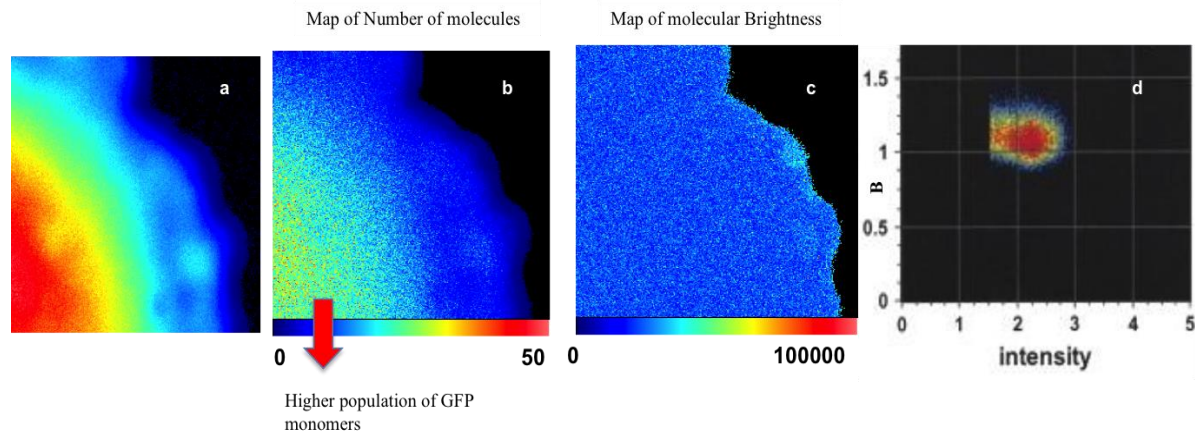 Map of Number of molecules
Map of molecular Brightness
a
b
c
d
0
50
0
100000
Higher population of GFP
monomers
1.5
1
B
0.5
0
0
1
2
3
4
5
intensity